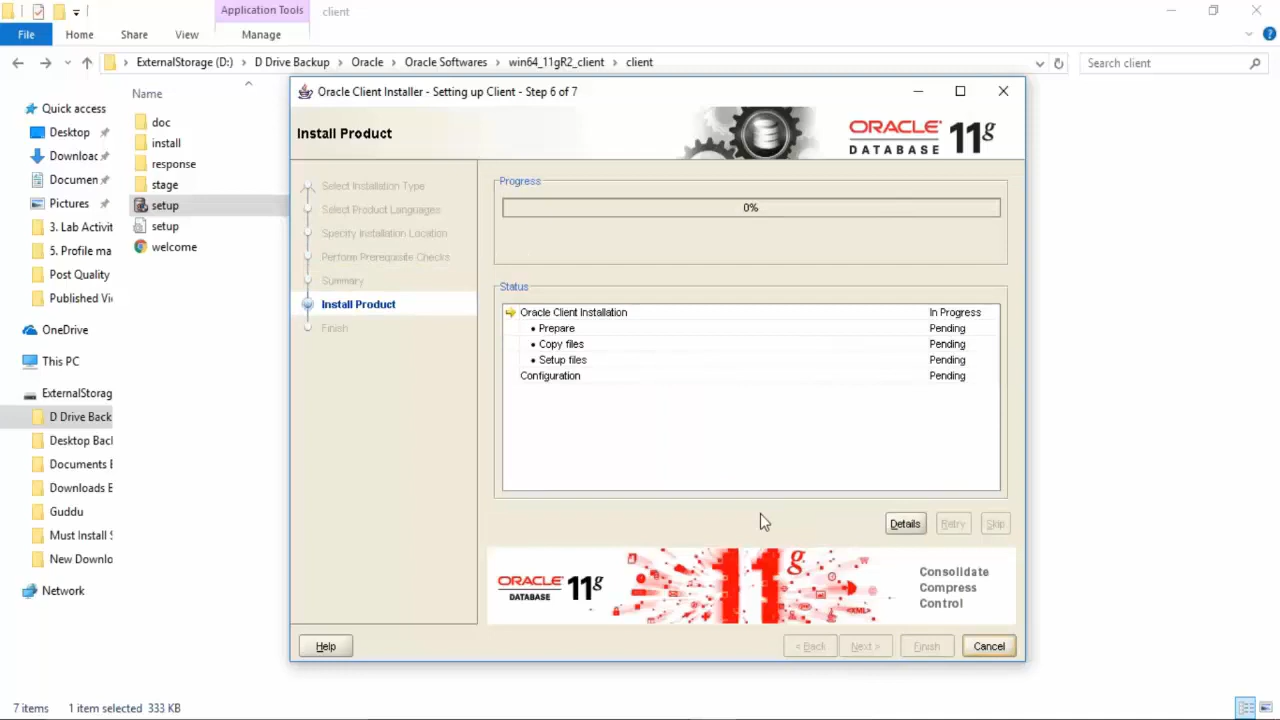 Application Tools
client
File
Home
Share
View
Manage
ExternalStorage (D:)
D Drive Backup
Oracle
Oracle Softwares
win64_11gR2_client
client
Search client
Quick access
Desktop
Downloac
Documen
Pictures
3. Lab Activit
5. Profile ma
Post Quality
Published Vi
OneDrive
This PC
ExternalStorag
D Drive Back
Desktop Bac
Documents E
Downloads E
Guddu
Must Install S
New Downlo
Network
Name
doc
install
response
stage
setup
setup
welcome
Oracle Client Installer - Setting up Client - Step 6 of 7
Install Product
ORACLE
DATABASE 11g
Select Installation Type
Select Product Languages
Specify Installation Location
Perform Prerequisite Checks
Summary
Install Product
Finish
Progress
0%
Status
Oracle Client Installation In Progress
• Prepare Pending
• Copy files Pending
• Setup files Pending
Configuration Pending
Details
Retry
Skip
ORACLE
DATABASE 11g
11g
Consolidate
Compress
Control
Help
< Back
Next >
Finish
Cancel
7 items
1 item selected 333 KB